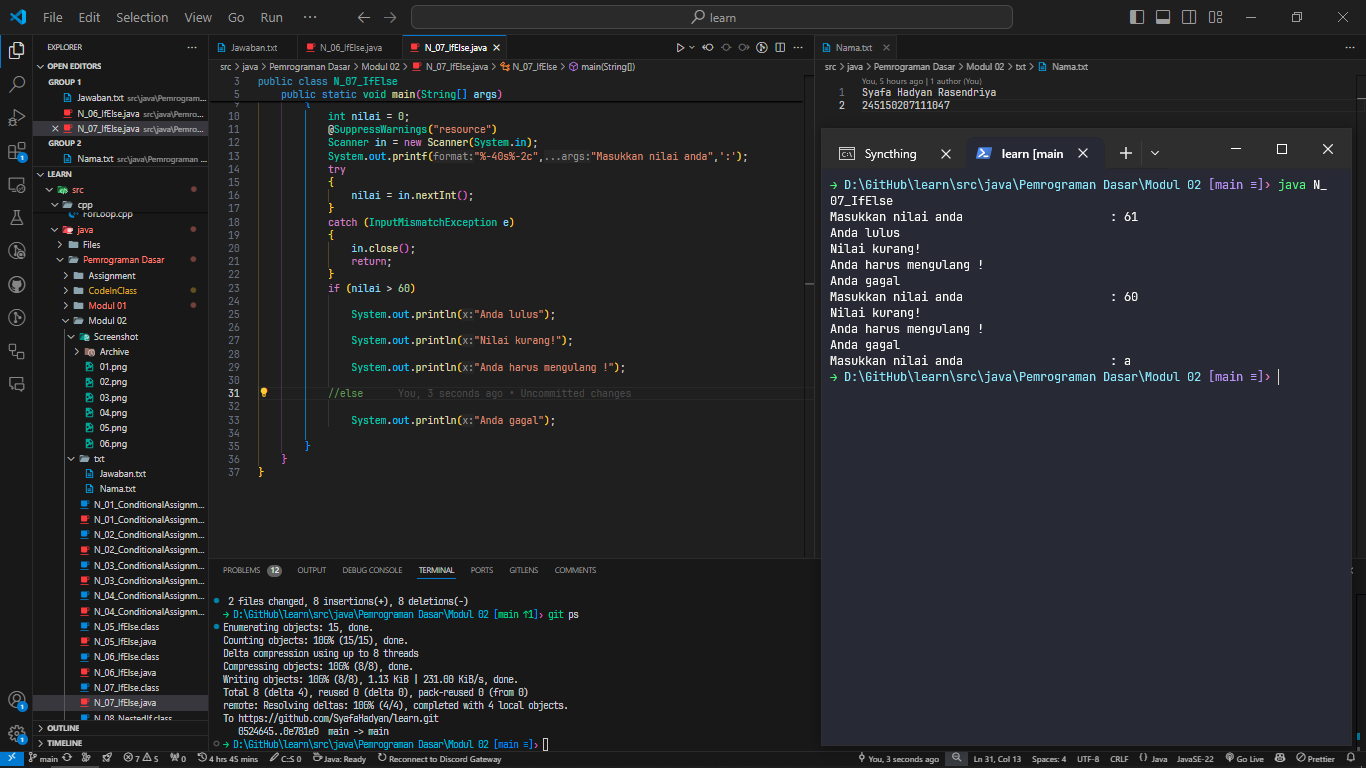 File Edit Selection View Go Run ··· learn
EXPLORER ···
OPEN EDITORS
GROUP 1
Jawaban.txt src\java\Pemrogram...
N_06_IfElse.java src\java\Pemro...
N_07_IfElse.java src\java\Pemro...
GROUP 2
Nama.txt src\java\Pemrograman ...
LEARN
src
cpp
ForLoop.cpp
java
Files
Pemrograman Dasar
Assignment
CodeInClass
Modul 01
Modul 02
Screenshot
Archive
01.png
02.png
03.png
04.png
05.png
06.png
txt
Jawaban.txt
Nama.txt
N_01_ConditionalAssignm...
N_01_ConditionalAssignm...
N_02_ConditionalAssignm...
N_02_ConditionalAssignm...
N_03_ConditionalAssignm...
N_03_ConditionalAssignm...
N_04_ConditionalAssignm...
N_04_ConditionalAssignm...
N_05_IfElse.class
N_05_IfElse.java
N_06_IfElse.class
N_06_IfElse.java
N_07_IfElse.class
N_07_IfElse.java
N_08_NestedIf.class
OUTLINE
TIMELINE
Jawaban.txt N_06_IfElse.java N_07_IfElse.java
src > java > Pemrograman Dasar > Modul 02 > N_07_IfElse.java > N_07_IfElse > main(String[])
3 public class N_07_IfElse
5 public static void main(String[] args)
9 {
10 int nilai = 0;
11 @SuppressWarnings("resource")
12 Scanner in = new Scanner(System.in);
13 System.out.printf(format:"%-40s%-2c",...args:"Masukkan nilai anda",':');
14 try
15 {
16 nilai = in.nextInt();
17 }
18 catch (InputMismatchException e)
19 {
20 in.close();
21 return;
22 }
23 if (nilai > 60)
24
25 System.out.println(x:"Anda lulus");
26
27 System.out.println(x:"Nilai kurang!");
28
29 System.out.println(x:"Anda harus mengulang !");
30
31 //else You, 3 seconds ago • Uncommitted changes
32
33 System.out.println(x:"Anda gagal");
34
35 }
36 }
37 }
Nama.txt
src > java > Pemrograman Dasar > Modul 02 > txt > Nama.txt
You, 5 hours ago | 1 author (You)
1 Syafa Hadyan Rasendriya
2 245150207111047
Syncthing learn [main
→ D:\GitHub\learn\src\java\Pemrograman Dasar\Modul 02 [main ≡]› java N_
07_IfElse
Masukkan nilai anda : 61
Anda lulus
Nilai kurang!
Anda harus mengulang !
Anda gagal
Masukkan nilai anda : 60
Nilai kurang!
Anda harus mengulang !
Anda gagal
Masukkan nilai anda : a
→ D:\GitHub\learn\src\java\Pemrograman Dasar\Modul 02 [main ≡]›
PROBLEMS 12 OUTPUT DEBUG CONSOLE TERMINAL PORTS GITLENS COMMENTS
2 files changed, 8 insertions(+), 8 deletions(-)
→ D:\GitHub\learn\src\java\Pemrograman Dasar\Modul 02 [main ↑1]› git ps
Enumerating objects: 15, done.
Counting objects: 100% (15/15), done.
Delta compression using up to 8 threads
Compressing objects: 100% (8/8), done.
Writing objects: 100% (8/8), 1.13 KiB | 231.00 KiB/s, done.
Total 8 (delta 4), reused 0 (delta 0), pack-reused 0 (from 0)
remote: Resolving deltas: 100% (4/4), completed with 4 local objects.
To https://github.com/SyafaHadyan/learn.git
0524645..0e781e0 main -> main
→ D:\GitHub\learn\src\java\Pemrograman Dasar\Modul 02 [main ≡]›
main 7 5 0 4 hrs 45 mins C::S 0 Java: Ready Reconnect to Discord Gateway You, 3 seconds ago Ln 31, Col 13 Spaces: 4 UTF-8 CRLF {} Java JavaSE-22 Go Live Prettier